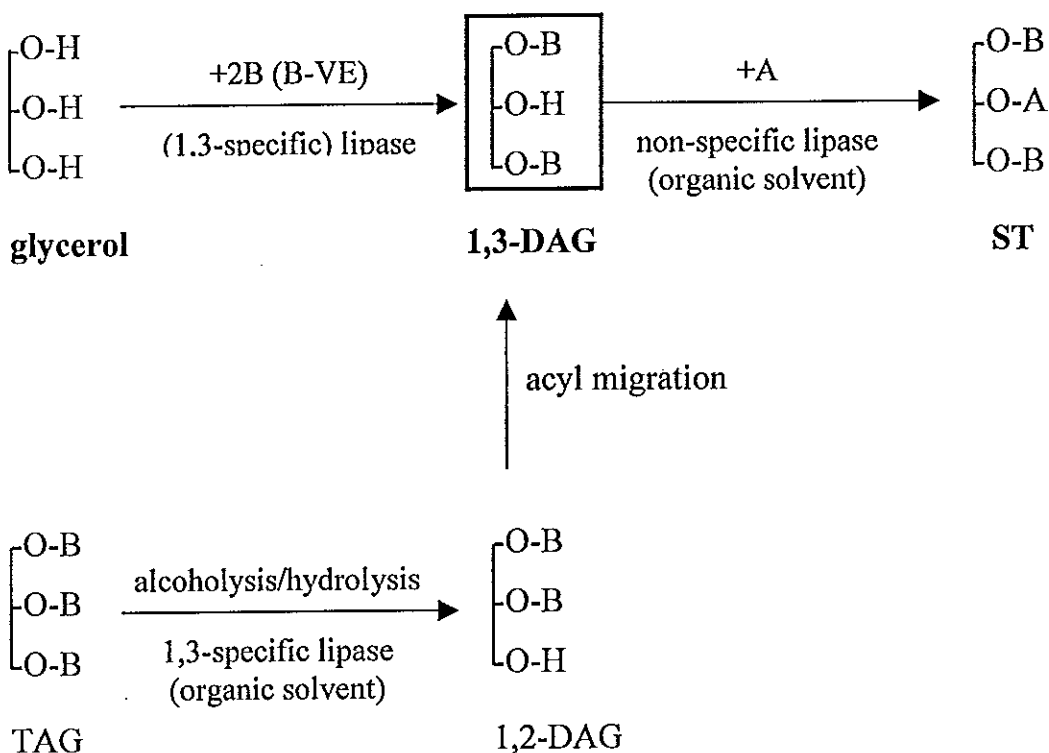 O-H
O-H
O-H
glycerol
+2B (B-VE)
(1,3-specific) lipase
O-B
O-H
O-B
1,3-DAG
+A
non-specific lipase
(organic solvent)
O-B
O-A
O-B
ST
acyl migration
O-B
O-B
O-B
TAG
alcoholysis/hydrolysis
1,3-specific lipase
(organic solvent)
O-B
O-B
O-H
1,2-DAG